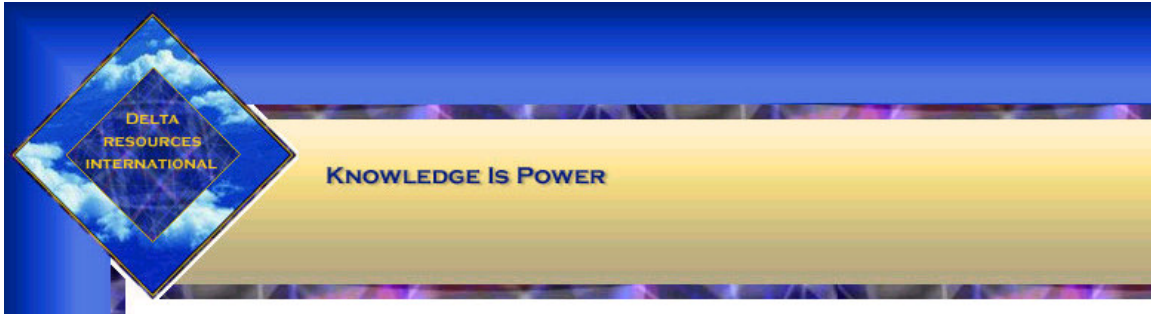 DELTA
RESOURCES
INTERNATIONAL
KNOWLEDGE IS POWER